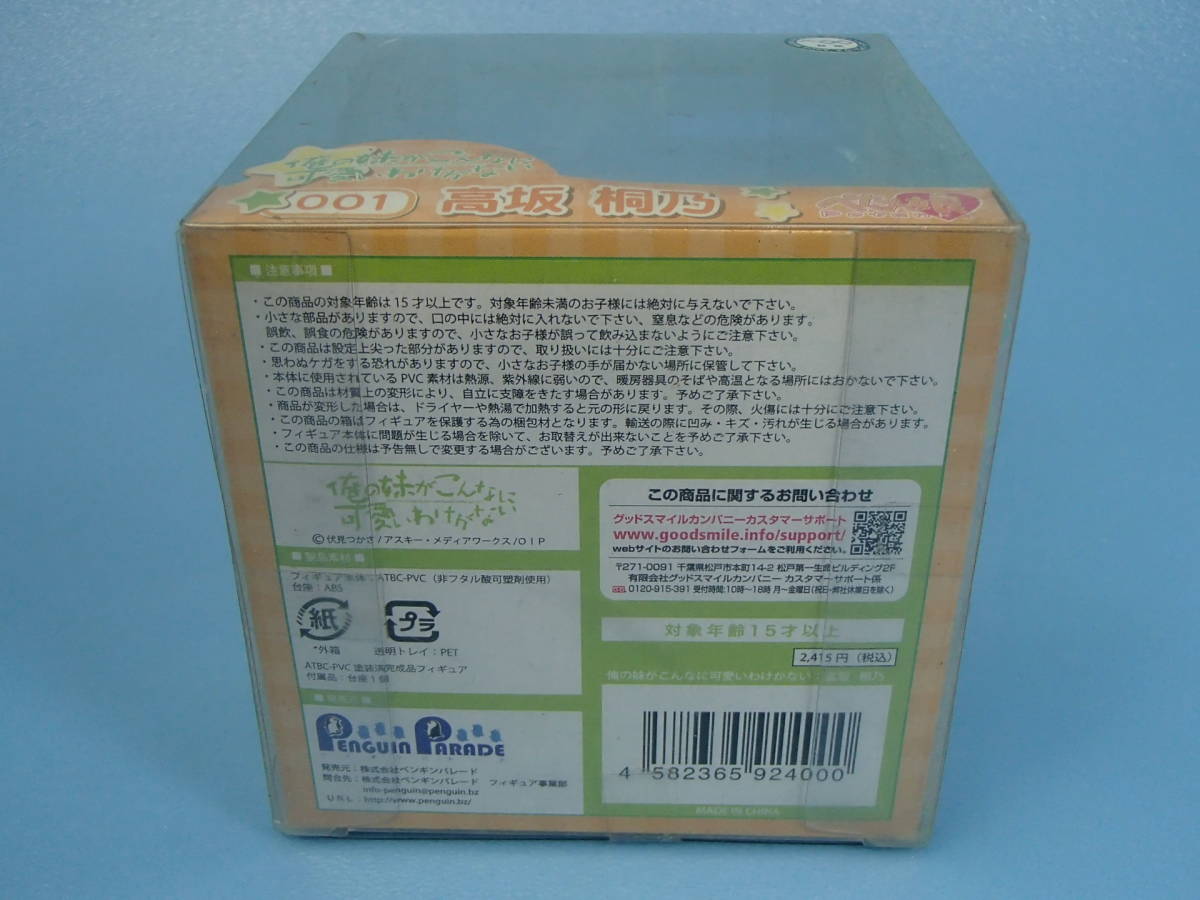 俺の妹がこんなに
可愛いわけがない
001 高坂 桐乃
■ 注意事項 ■
・この商品の対象年齢は15才以上です。対象年齢未満のお子様には絶対に与えないで下さい。
・小さな部品がありますので、口の中には絶対に入れないで下さい、窒息などの危険があります。
誤飲、誤食の危険がありますので、小さなお子様が誤って飲み込まないようにご注意下さい。
・この商品は設定上尖った部分がありますので、取り扱いには十分にご注意下さい。
・思わぬケガをする恐れがありますので、小さなお子様の手が届かない場所に保管して下さい。
・本体に使用されているPVC素材は熱源、紫外線に弱いので、暖房器具のそばや高温となる場所にはおかないで下さい。
・この商品は材質上の変形により、自立に支障をきたす場合があります。予めご了承下さい。
・商品が変形した場合は、ドライヤーや熱湯で加熱すると元の形に戻ります。その際、火傷には十分にご注意下さい。
・この商品の箱はフィギュアを保護する為の梱包材となります。輸送の際に凹み・キズ・汚れが生じる場合があります。
・フィギュア本体に問題が生じる場合を除いて、お取替えが出来ないことを予めご了承下さい。
・この商品の仕様は予告無しで変更する場合がございます。予めご了承下さい。
俺の妹がこんなに
可愛いわけがない
©伏見つかさ/アスキー・メディアワークス/OIP
■ 製品素材 ■
フィギュア本体：ATBC-PVC（非フタル酸可塑剤使用）
台座：ABS
紙 プラ
外箱 透明トレイ：PET
ATBC-PVC 塗装済完成品フィギュア
付属品：台座1個
PENGUIN PARADE
発売元：株式会社ペンギンパレード
問合先：株式会社ペンギンパレード フィギュア事業部
info-penguin@penguin.bz
URL：http://www.penguin.bz/
この商品に関するお問い合わせ
グッドスマイルカンパニーカスタマーサポート
www.goodsmile.info/support/
webサイトのお問い合わせフォームをご利用ください。
〒271-0091 千葉県松戸市本町14-2 松戸第一生命ビルディング2F
有限会社グッドスマイルカンパニー カスタマーサポート係
0120-915-391 受付時間:10時～18時 月～金曜日(祝日・弊社休業日を除く)
対象年齢15才以上
2,415円（税込）
俺の妹がこんなに可愛いわけがない：高坂 桐乃
4 582365 924000
MADE IN CHINA